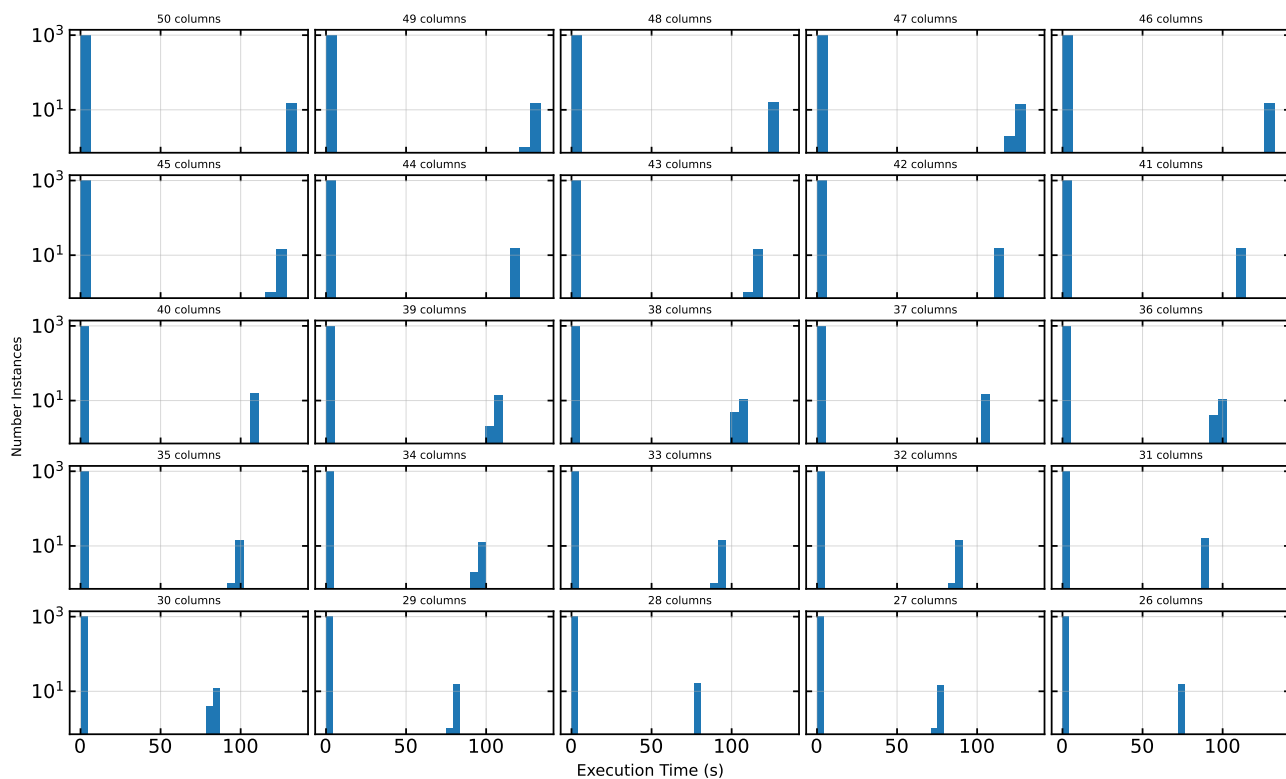 50 columns 49 columns 48 columns 47 columns 46 columns
10³
10¹
45 columns 44 columns 43 columns 42 columns 41 columns
10³
10¹
40 columns 39 columns 38 columns 37 columns 36 columns
10³
10¹
Number Instances
35 columns 34 columns 33 columns 32 columns 31 columns
10³
10¹
30 columns 29 columns 28 columns 27 columns 26 columns
10³
10¹
0 50 100 0 50 100 0 50 100 0 50 100 0 50 100
Execution Time (s)